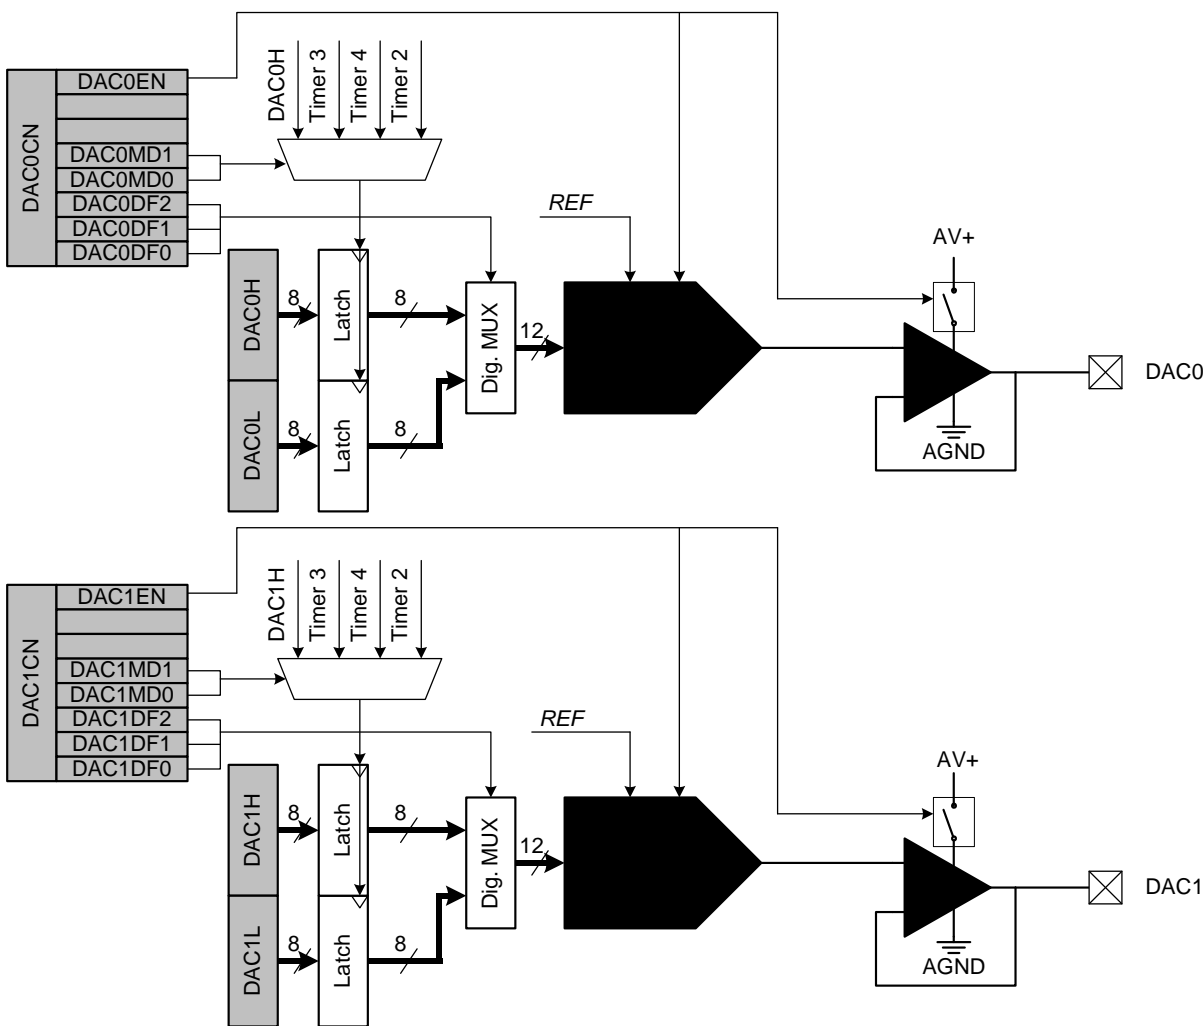 DAC0H
Timer 3
Timer 4
Timer 2
DAC0CN
DAC0EN
DAC0MD1
DAC0MD0
DAC0DF2
DAC0DF1
DAC0DF0
REF
AV+
DAC0H
8
Latch
8
Dig. MUX
12
DAC0
DAC0L
8
Latch
8
AGND
DAC1H
Timer 3
Timer 4
Timer 2
DAC1CN
DAC1EN
DAC1MD1
DAC1MD0
DAC1DF2
DAC1DF1
DAC1DF0
REF
AV+
DAC1H
8
Latch
8
Dig. MUX
12
DAC1
DAC1L
8
Latch
8
AGND